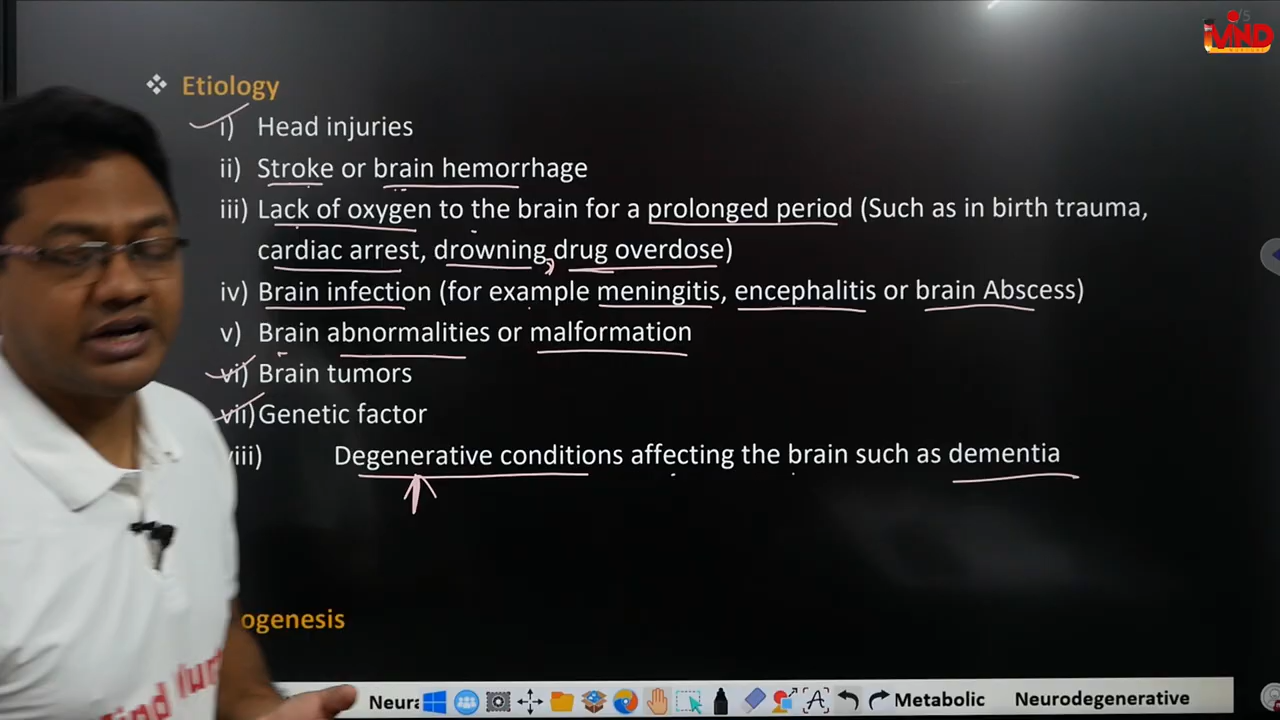 Etiology
i) Head injuries
ii) Stroke or brain hemorrhage
iii) Lack of oxygen to the brain for a prolonged period (Such as in birth trauma,
cardiac arrest, drowning, drug overdose)
iv) Brain infection (for example meningitis, encephalitis or brain Abscess)
v) Brain abnormalities or malformation
vi) Brain tumors
vii) Genetic factor
viii) Degenerative conditions affecting the brain such as dementia
ogenesis
Neura
Metabolic Neurodegenerative